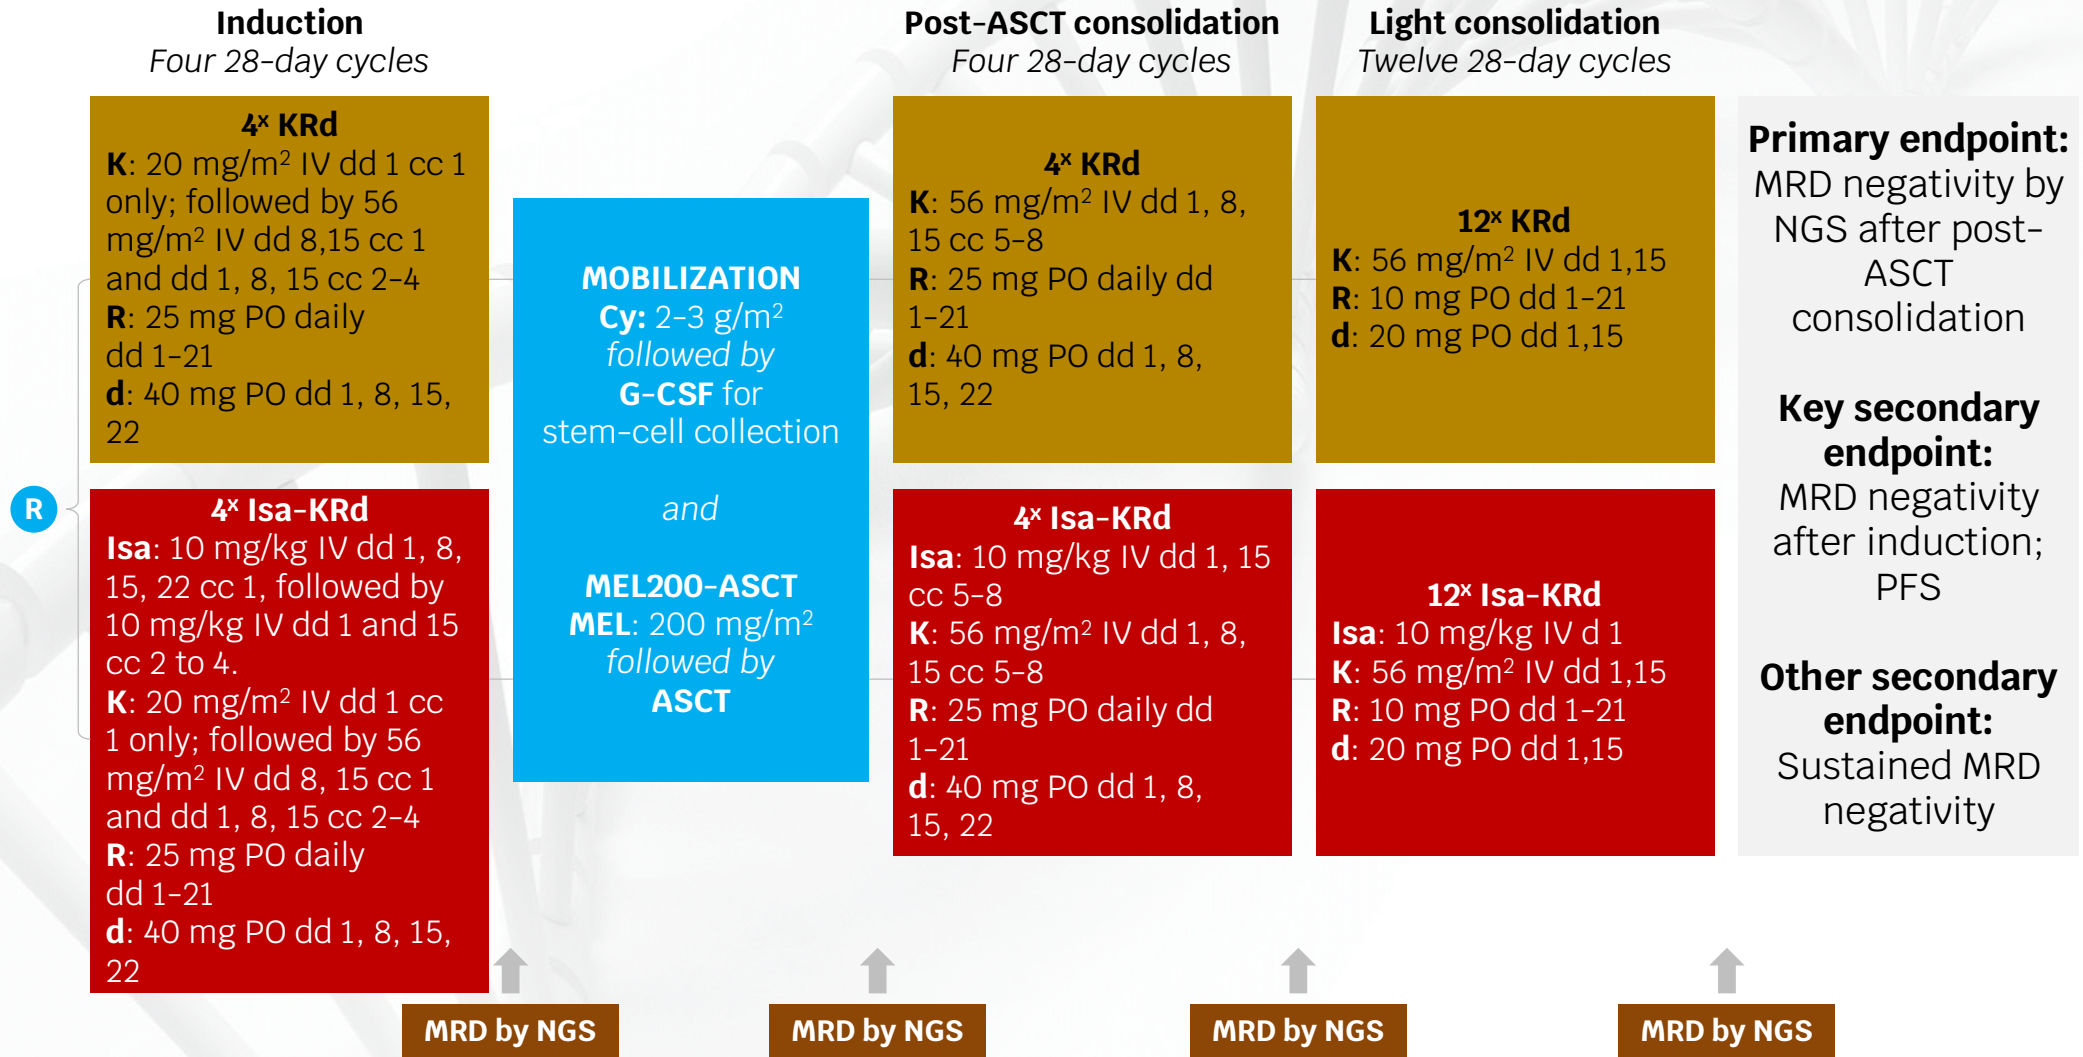 Induction
Four 28-day cycles
Post-ASCT consolidation
Four 28-day cycles
Light consolidation
Twelve 28-day cycles
R
4ˣ KRd
K: 20 mg/m² IV dd 1 cc 1
only; followed by 56
mg/m² IV dd 8,15 cc 1
and dd 1, 8, 15 cc 2-4
R: 25 mg PO daily
dd 1-21
d: 40 mg PO dd 1, 8, 15,
22
4ˣ Isa-KRd
Isa: 10 mg/kg IV dd 1, 8,
15, 22 cc 1, followed by
10 mg/kg IV dd 1 and 15
cc 2 to 4.
K: 20 mg/m² IV dd 1 cc
1 only; followed by 56
mg/m² IV dd 8, 15 cc 1
and dd 1, 8, 15 cc 2-4
R: 25 mg PO daily
dd 1-21
d: 40 mg PO dd 1, 8, 15,
22
MOBILIZATION
Cy: 2-3 g/m²
followed by
G-CSF for
stem-cell collection
and
MEL200-ASCT
MEL: 200 mg/m²
followed by
ASCT
4ˣ KRd
K: 56 mg/m² IV dd 1, 8,
15 cc 5-8
R: 25 mg PO daily dd
1-21
d: 40 mg PO dd 1, 8,
15, 22
4ˣ Isa-KRd
Isa: 10 mg/kg IV dd 1, 15
cc 5-8
K: 56 mg/m² IV dd 1, 8,
15 cc 5-8
R: 25 mg PO daily dd
1-21
d: 40 mg PO dd 1, 8,
15, 22
12ˣ KRd
K: 56 mg/m² IV dd 1,15
R: 10 mg PO dd 1-21
d: 20 mg PO dd 1,15
12ˣ Isa-KRd
Isa: 10 mg/kg IV d 1
K: 56 mg/m² IV dd 1,15
R: 10 mg PO dd 1-21
d: 20 mg PO dd 1,15
Primary endpoint:
MRD negativity by
NGS after post-
ASCT
consolidation
Key secondary
endpoint:
MRD negativity
after induction;
PFS
Other secondary
endpoint:
Sustained MRD
negativity
MRD by NGS
MRD by NGS
MRD by NGS
MRD by NGS